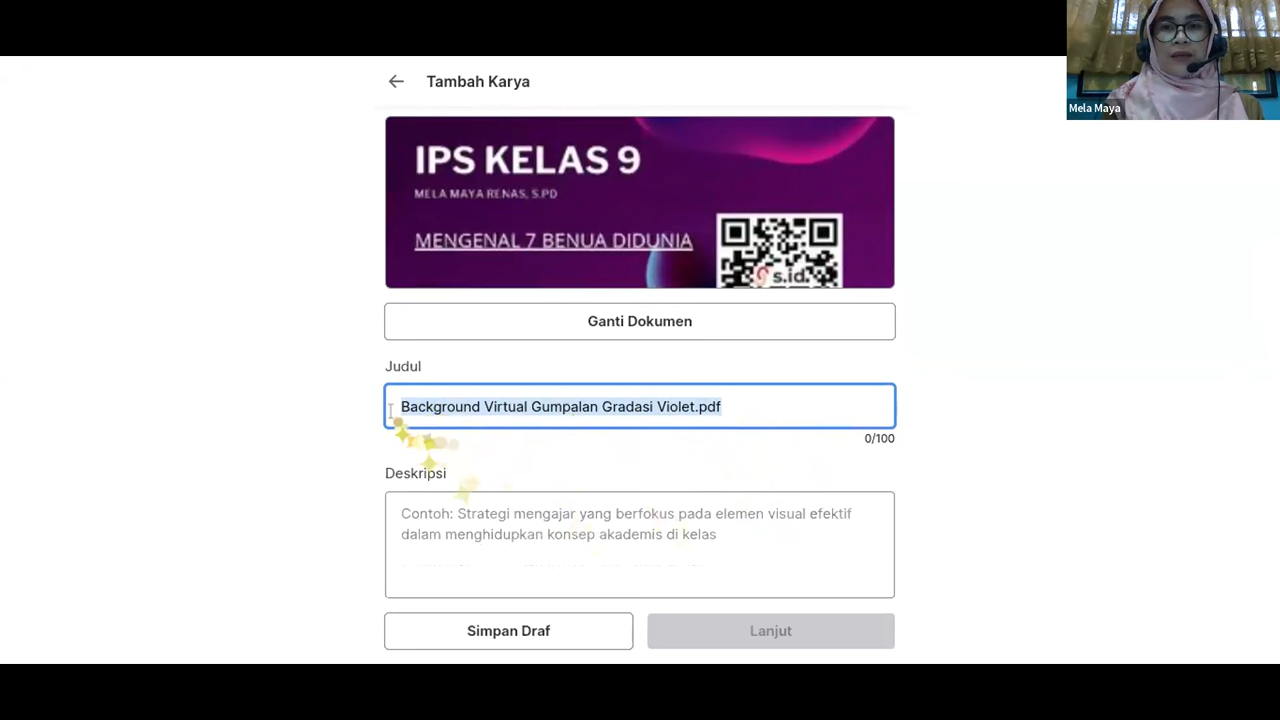 Tambah Karya
IPS KELAS 9
MELA MAYA RENAS, S.PD
MENGENAL 7 BENUA DIDUNIA
s.id
Ganti Dokumen
Judul
Background Virtual Gumpalan Gradasi Violet.pdf
0/100
Deskripsi
Contoh: Strategi mengajar yang berfokus pada elemen visual efektif
dalam menghidupkan konsep akademis di kelas
Simpan Draf
Lanjut
Mela Maya